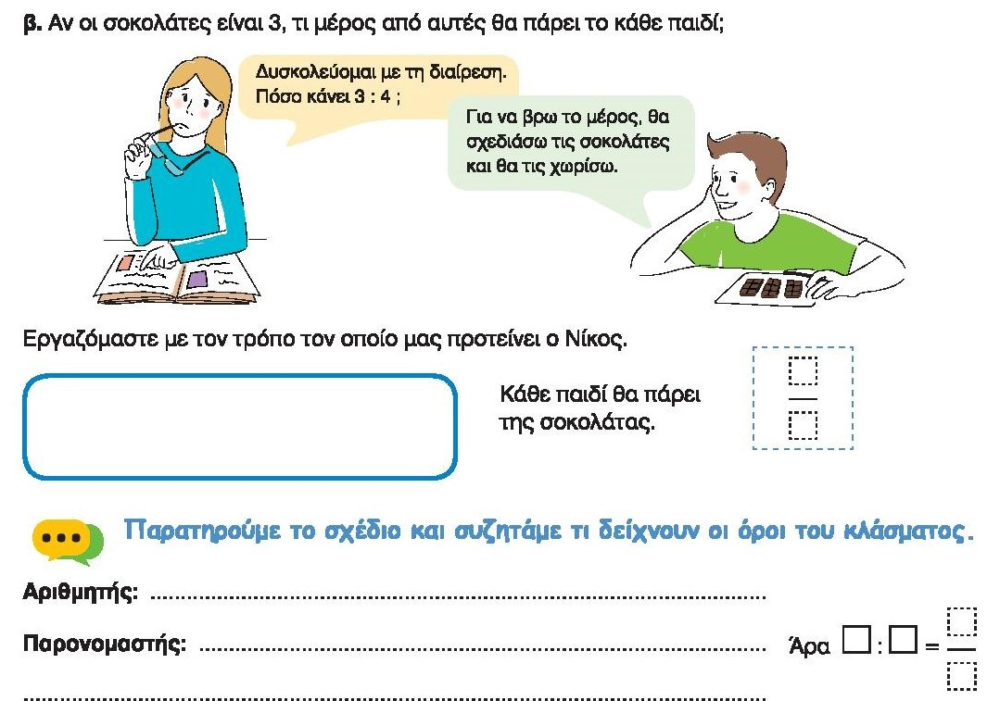 β. Αν οι σοκολάτες είναι 3, τι μέρος από αυτές θα πάρει το κάθε παιδί;
Δυσκολεύομαι με τη διαίρεση.
Πόσο κάνει 3 : 4 ;
Για να βρω το μέρος, θα
σχεδιάσω τις σοκολάτες
και θα τις χωρίσω.
Εργαζόμαστε με τον τρόπο τον οποίο μας προτείνει ο Νίκος.
Κάθε παιδί θα πάρει
της σοκολάτας.
Παρατηρούμε το σχέδιο και συζητάμε τι δείχνουν οι όροι του κλάσματος.
Αριθμητής: ....................................................................................................
Παρονομαστής: ............................................................................................
Άρα □ : □ =